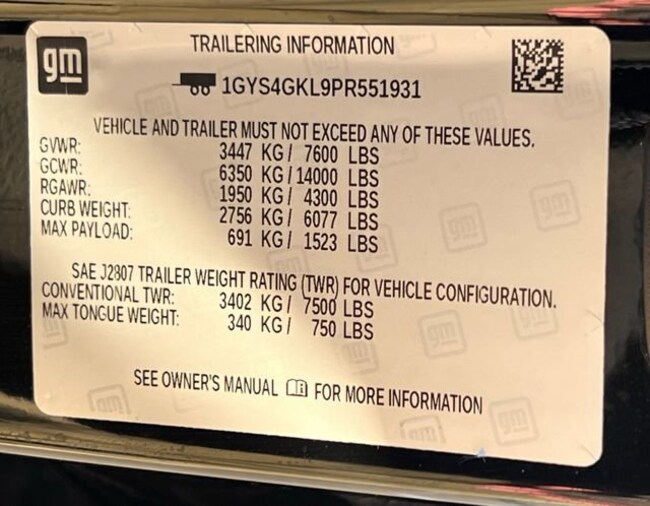 gm
TRAILERING INFORMATION
1GYS4GKL9PR551931
VEHICLE AND TRAILER MUST NOT EXCEED ANY OF THESE VALUES.
GVWR: 3447 KG / 7600 LBS
GCWR: 6350 KG / 14000 LBS
RGAWR: 1950 KG / 4300 LBS
CURB WEIGHT: 2756 KG / 6077 LBS
MAX PAYLOAD: 691 KG / 1523 LBS
SAE J2807 TRAILER WEIGHT RATING (TWR) FOR VEHICLE CONFIGURATION.
CONVENTIONAL TWR: 3402 KG / 7500 LBS
MAX TONGUE WEIGHT: 340 KG / 750 LBS
SEE OWNER'S MANUAL FOR MORE INFORMATION